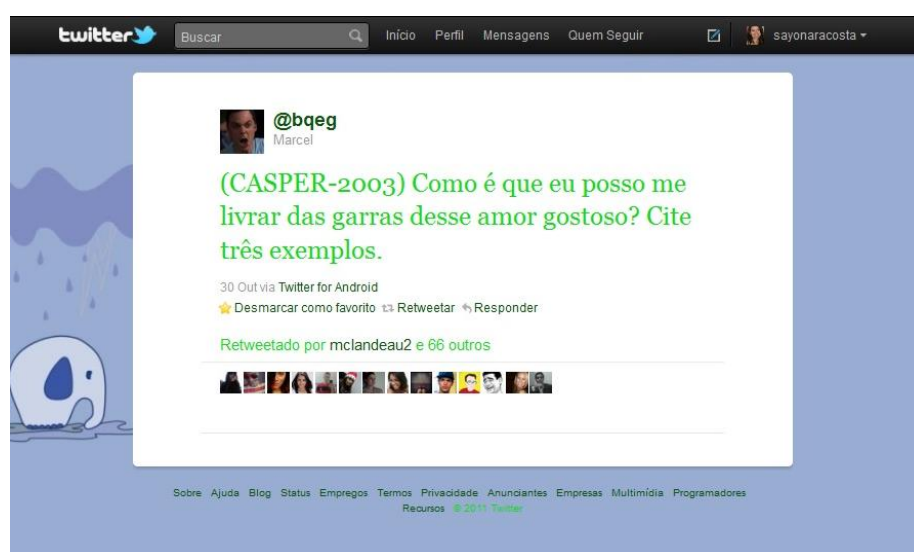 twitter
Buscar Início Perfil Mensagens Quem Seguir sayonaracosta
@bqeg
Marcel
(CASPER-2003) Como é que eu posso me
livrar das garras desse amor gostoso? Cite
três exemplos.
30 Out via Twitter for Android
Desmarcar como favorito Retweetar Responder
Retweetado por mclandeau2 e 66 outros
Sobre Ajuda Blog Status Empregos Termos Privacidade Anunciantes Empresas Multimídia Programadores
Recursos © 2011 Twitter